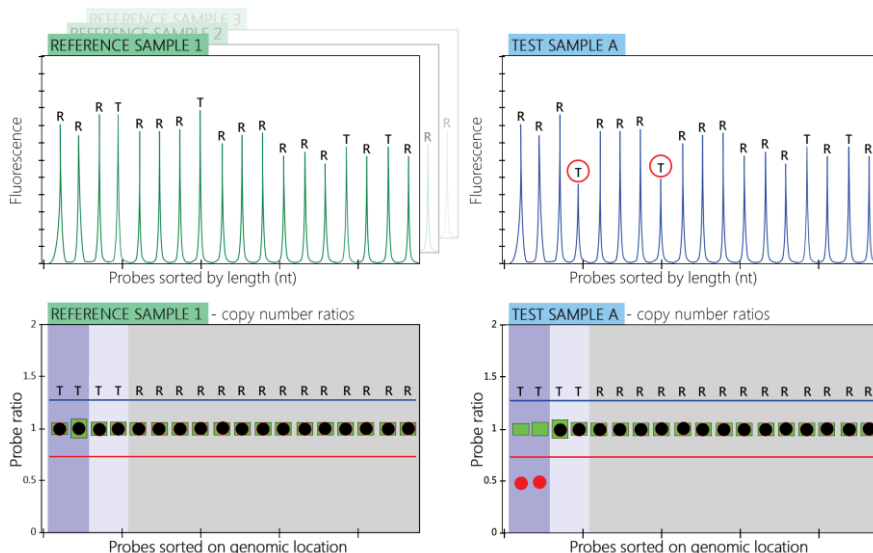 REFERENCE SAMPLE 3
REFERENCE SAMPLE 2
REFERENCE SAMPLE 1
Fluorescence
R R R T R R R T R R R R R R T R T R
R R
Probes sorted by length (nt)
TEST SAMPLE A
Fluorescence
R R R T R R R T R R R R R R T R T R
Probes sorted by length (nt)
REFERENCE SAMPLE 1 - copy number ratios
Probe ratio
2
1.5
1
0.5
0
T T T T R R R R R R R R R R R R R R
Probes sorted on genomic location
TEST SAMPLE A - copy number ratios
Probe ratio
2
1.5
1
0.5
0
T T T T R R R R R R R R R R R R R R
Probes sorted on genomic location